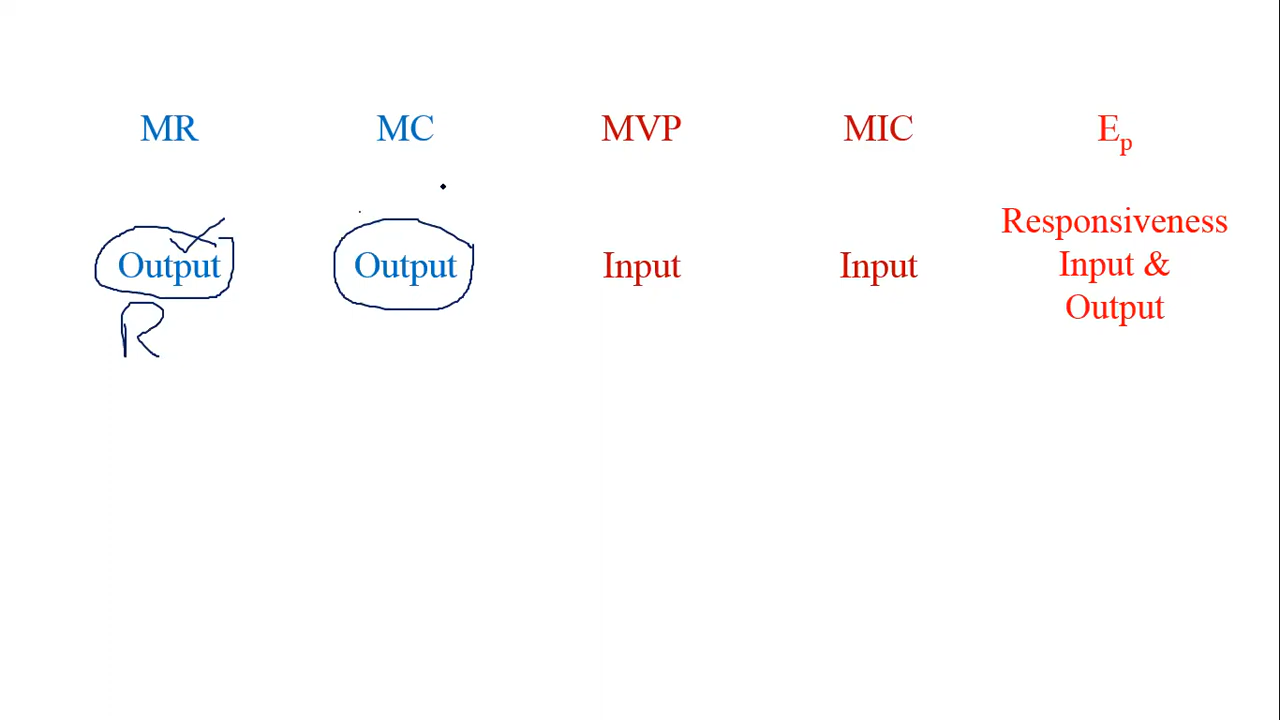 MR MC MVP MIC Ep
Responsiveness
Output Output Input Input Input &
Output
R